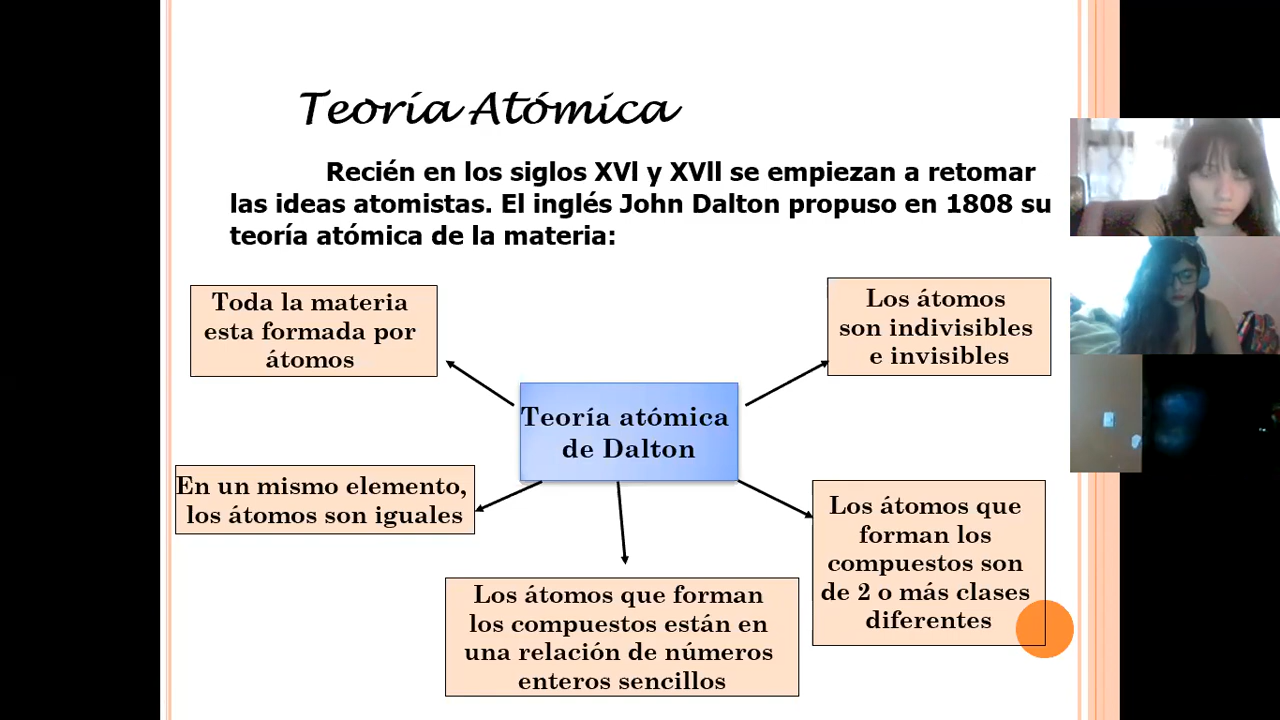 Teoría Atómica
Recién en los siglos XVl y XVll se empiezan a retomar
las ideas atomistas. El inglés John Dalton propuso en 1808 su
teoría atómica de la materia:
Toda la materia
esta formada por
átomos
Los átomos
son indivisibles
e invisibles
Teoría atómica
de Dalton
En un mismo elemento,
los átomos son iguales
Los átomos que
forman los
compuestos son
de 2 o más clases
diferentes
Los átomos que forman
los compuestos están en
una relación de números
enteros sencillos